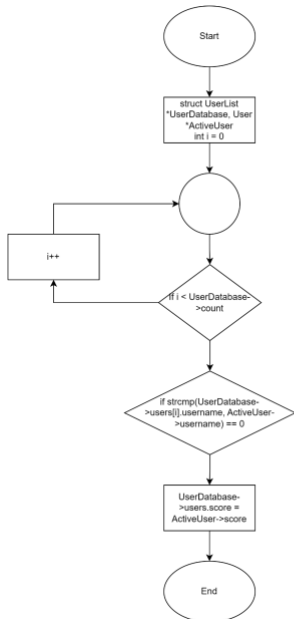 Start
struct UserList
*UserDatabase, User
*ActiveUser
int i = 0
i++
If i < UserDatabase-
>count
if strcmp(UserDatabase-
>users[i].username, ActiveUser-
>username) == 0
UserDatabase-
>users.score =
ActiveUser->score
End